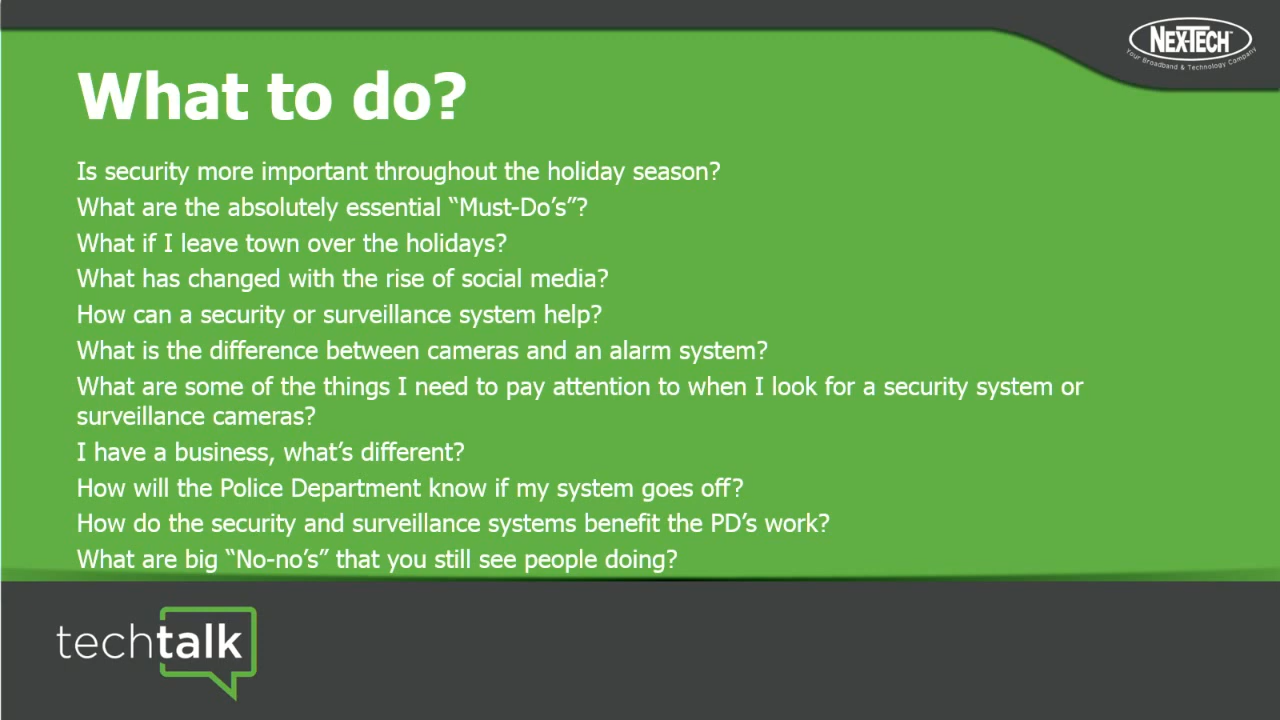 NEX-TECH
Your Broadband & Technology Company
What to do?
Is security more important throughout the holiday season?
What are the absolutely essential “Must-Do’s”?
What if I leave town over the holidays?
What has changed with the rise of social media?
How can a security or surveillance system help?
What is the difference between cameras and an alarm system?
What are some of the things I need to pay attention to when I look for a security system or
surveillance cameras?
I have a business, what’s different?
How will the Police Department know if my system goes off?
How do the security and surveillance systems benefit the PD’s work?
What are big “No-no’s” that you still see people doing?
techtalk